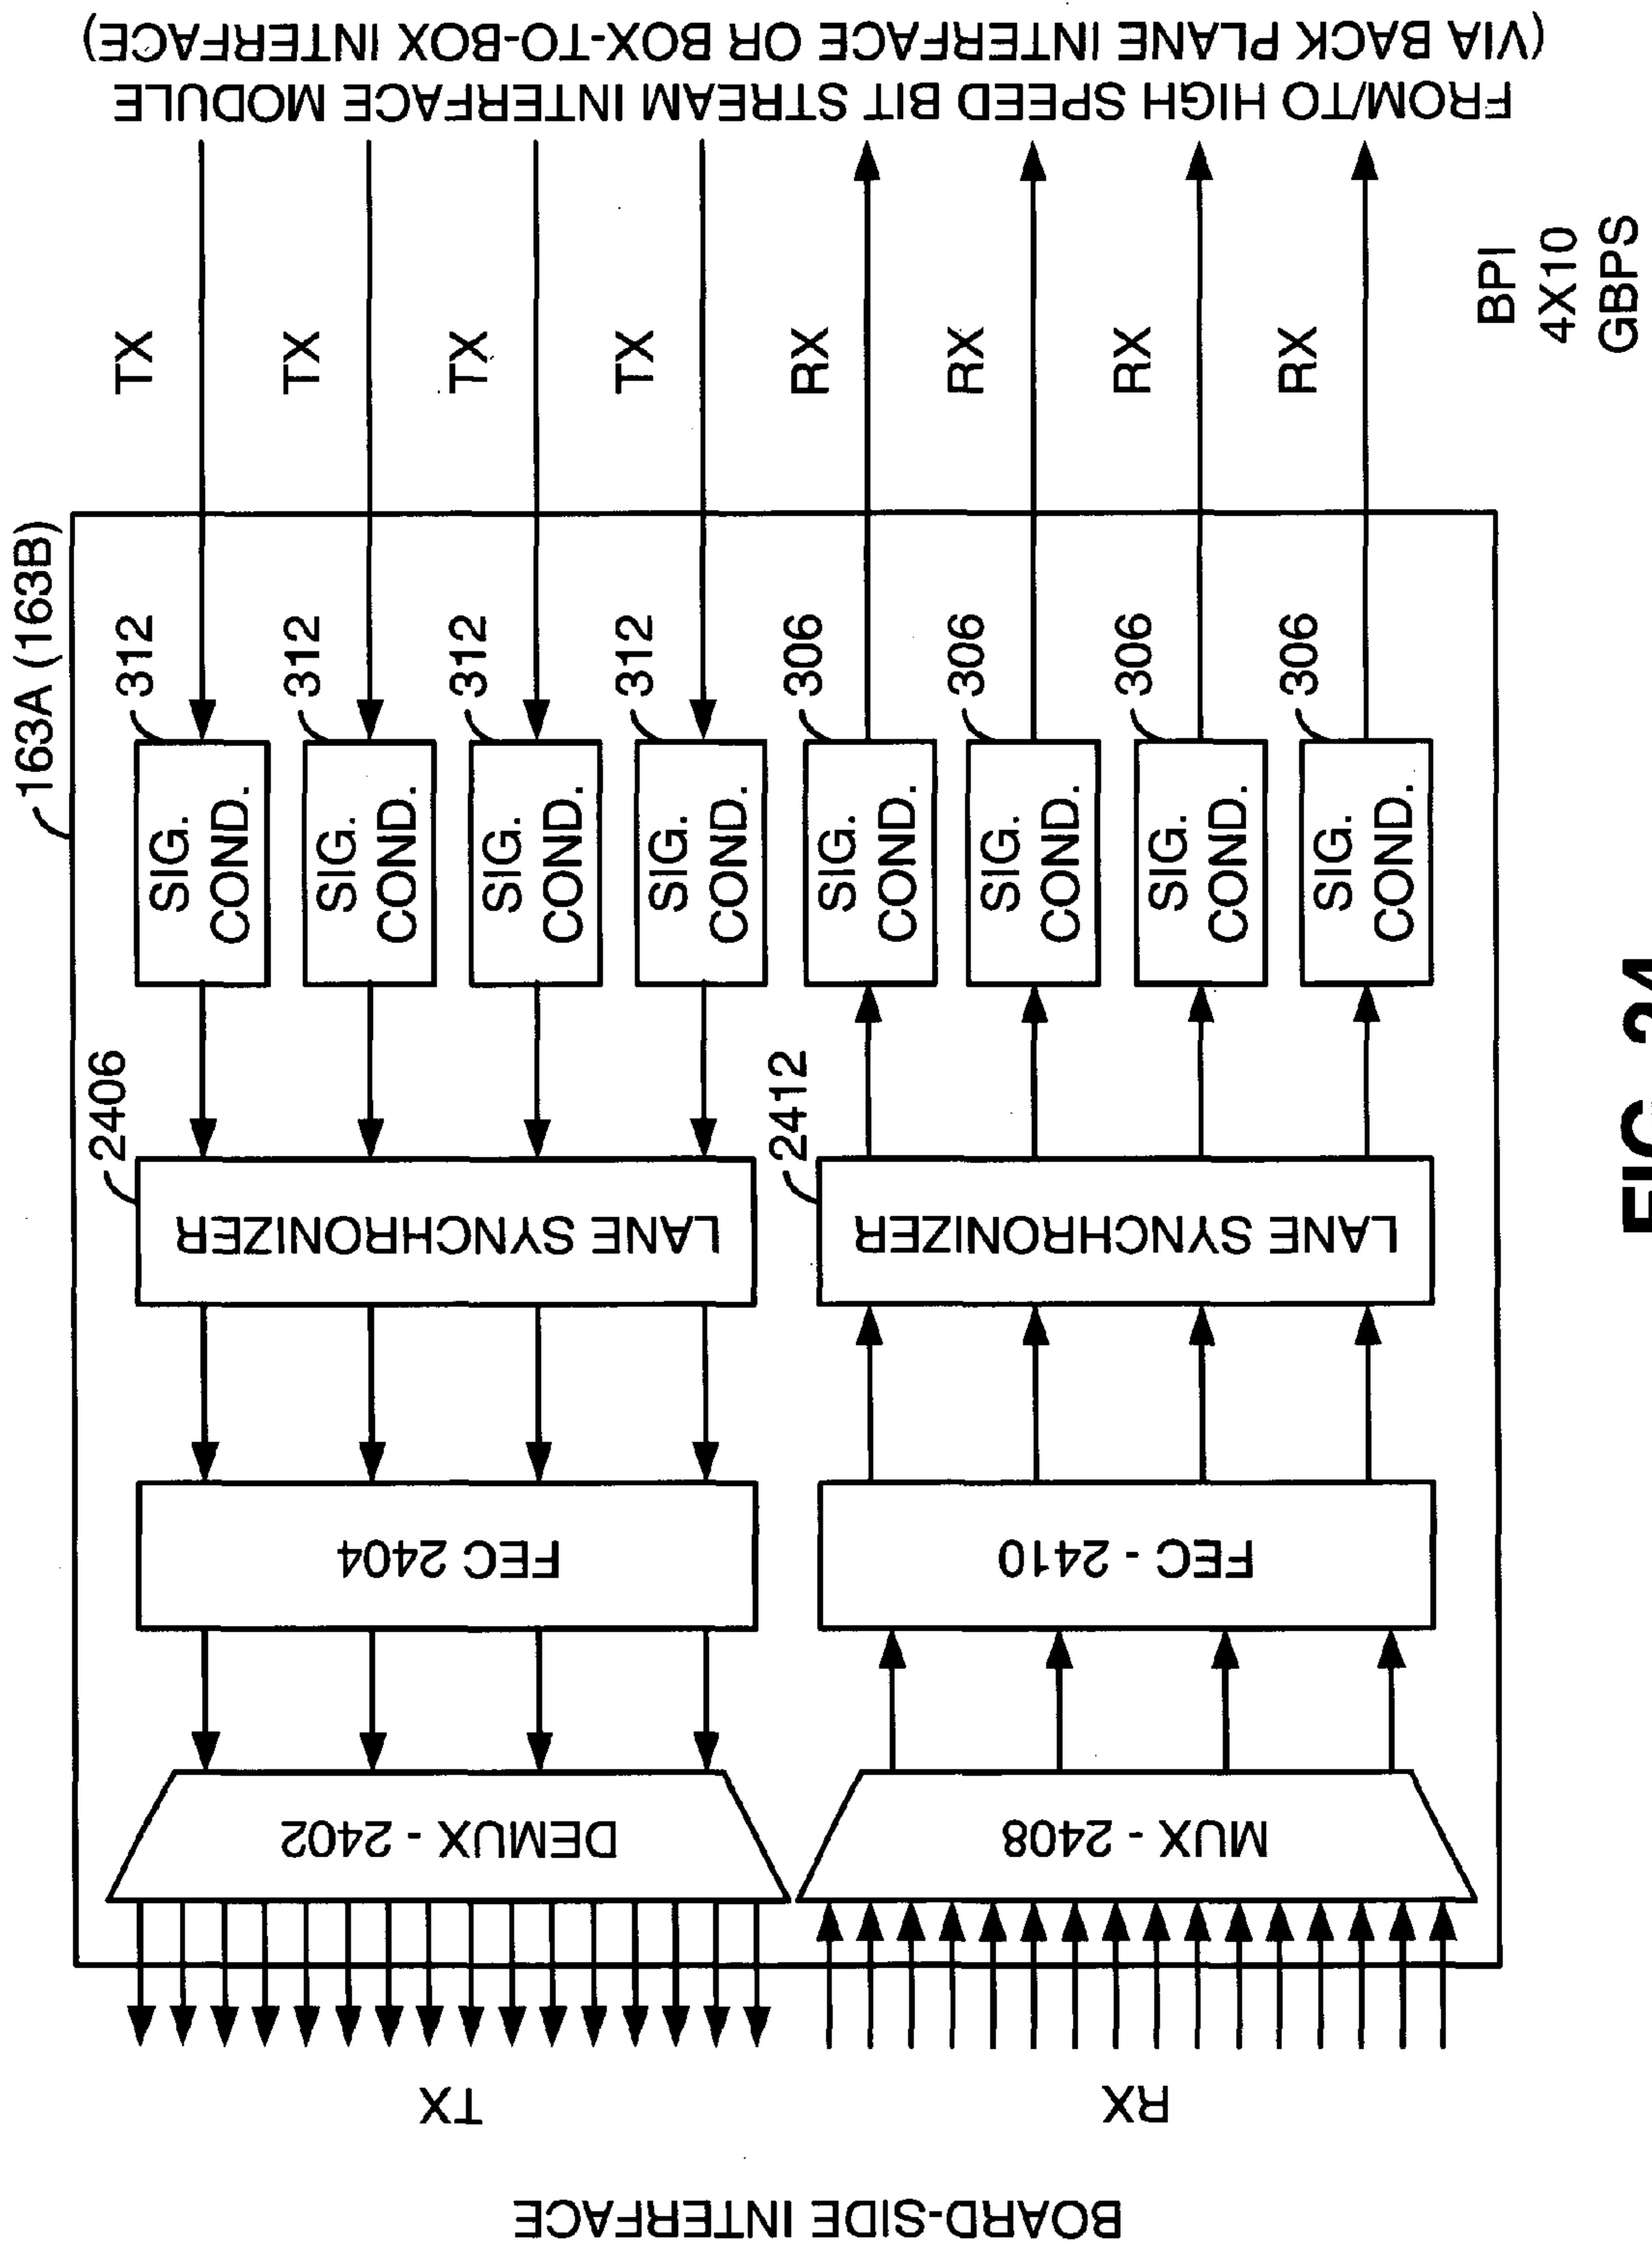 163A (163B)
BOARD-SIDE INTERFACE
TX
DEMUX - 2402
FEC 2404
2406
LANE SYNCHRONIZER
312
SIG.
COND.
TX
312
SIG.
COND.
TX
312
SIG.
COND.
TX
312
SIG.
COND.
TX
RX
MUX - 2408
FEC - 2410
2412
LANE SYNCHRONIZER
306
SIG.
COND.
RX
306
SIG.
COND.
RX
306
SIG.
COND.
RX
306
SIG.
COND.
RX
FROM/TO HIGH SPEED BIT STREAM INTERFACE MODULE
(VIA BACK PLANE INTERFACE OR BOX-TO-BOX INTERFACE)
BPI
4X10
GBPS
FIG. 24